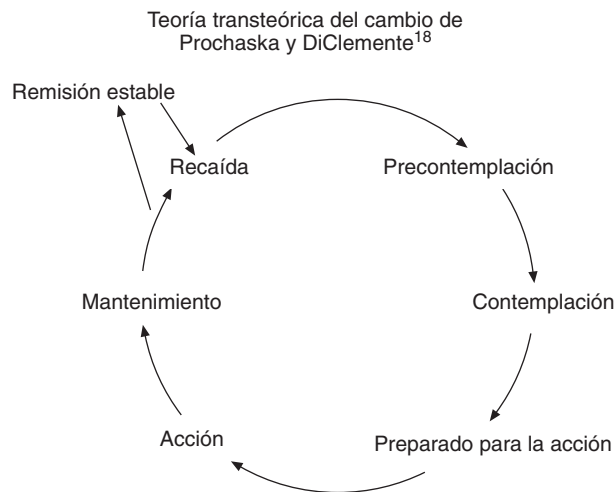 Teoría transteórica del cambio de
Prochaska y DiClemente18
Remisión estable
Recaída
Precontemplación
Mantenimiento
Contemplación
Acción
Preparado para la acción